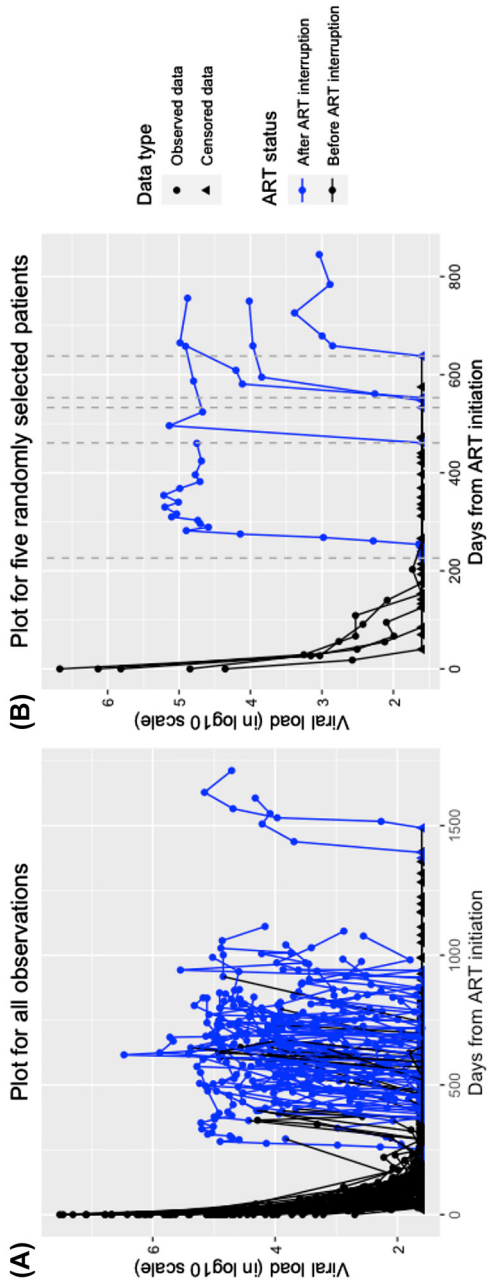 (A)
Plot for all observations
Viral load (in log10 scale)
6
4
2
0
500
1000
1500
Days from ART initiation
(B)
Plot for five randomly selected patients
Viral load (in log10 scale)
6
5
4
3
2
0
200
400
600
800
Days from ART initiation
Data type
Observed data
Censored data
ART status
After ART interruption
Before ART interruption